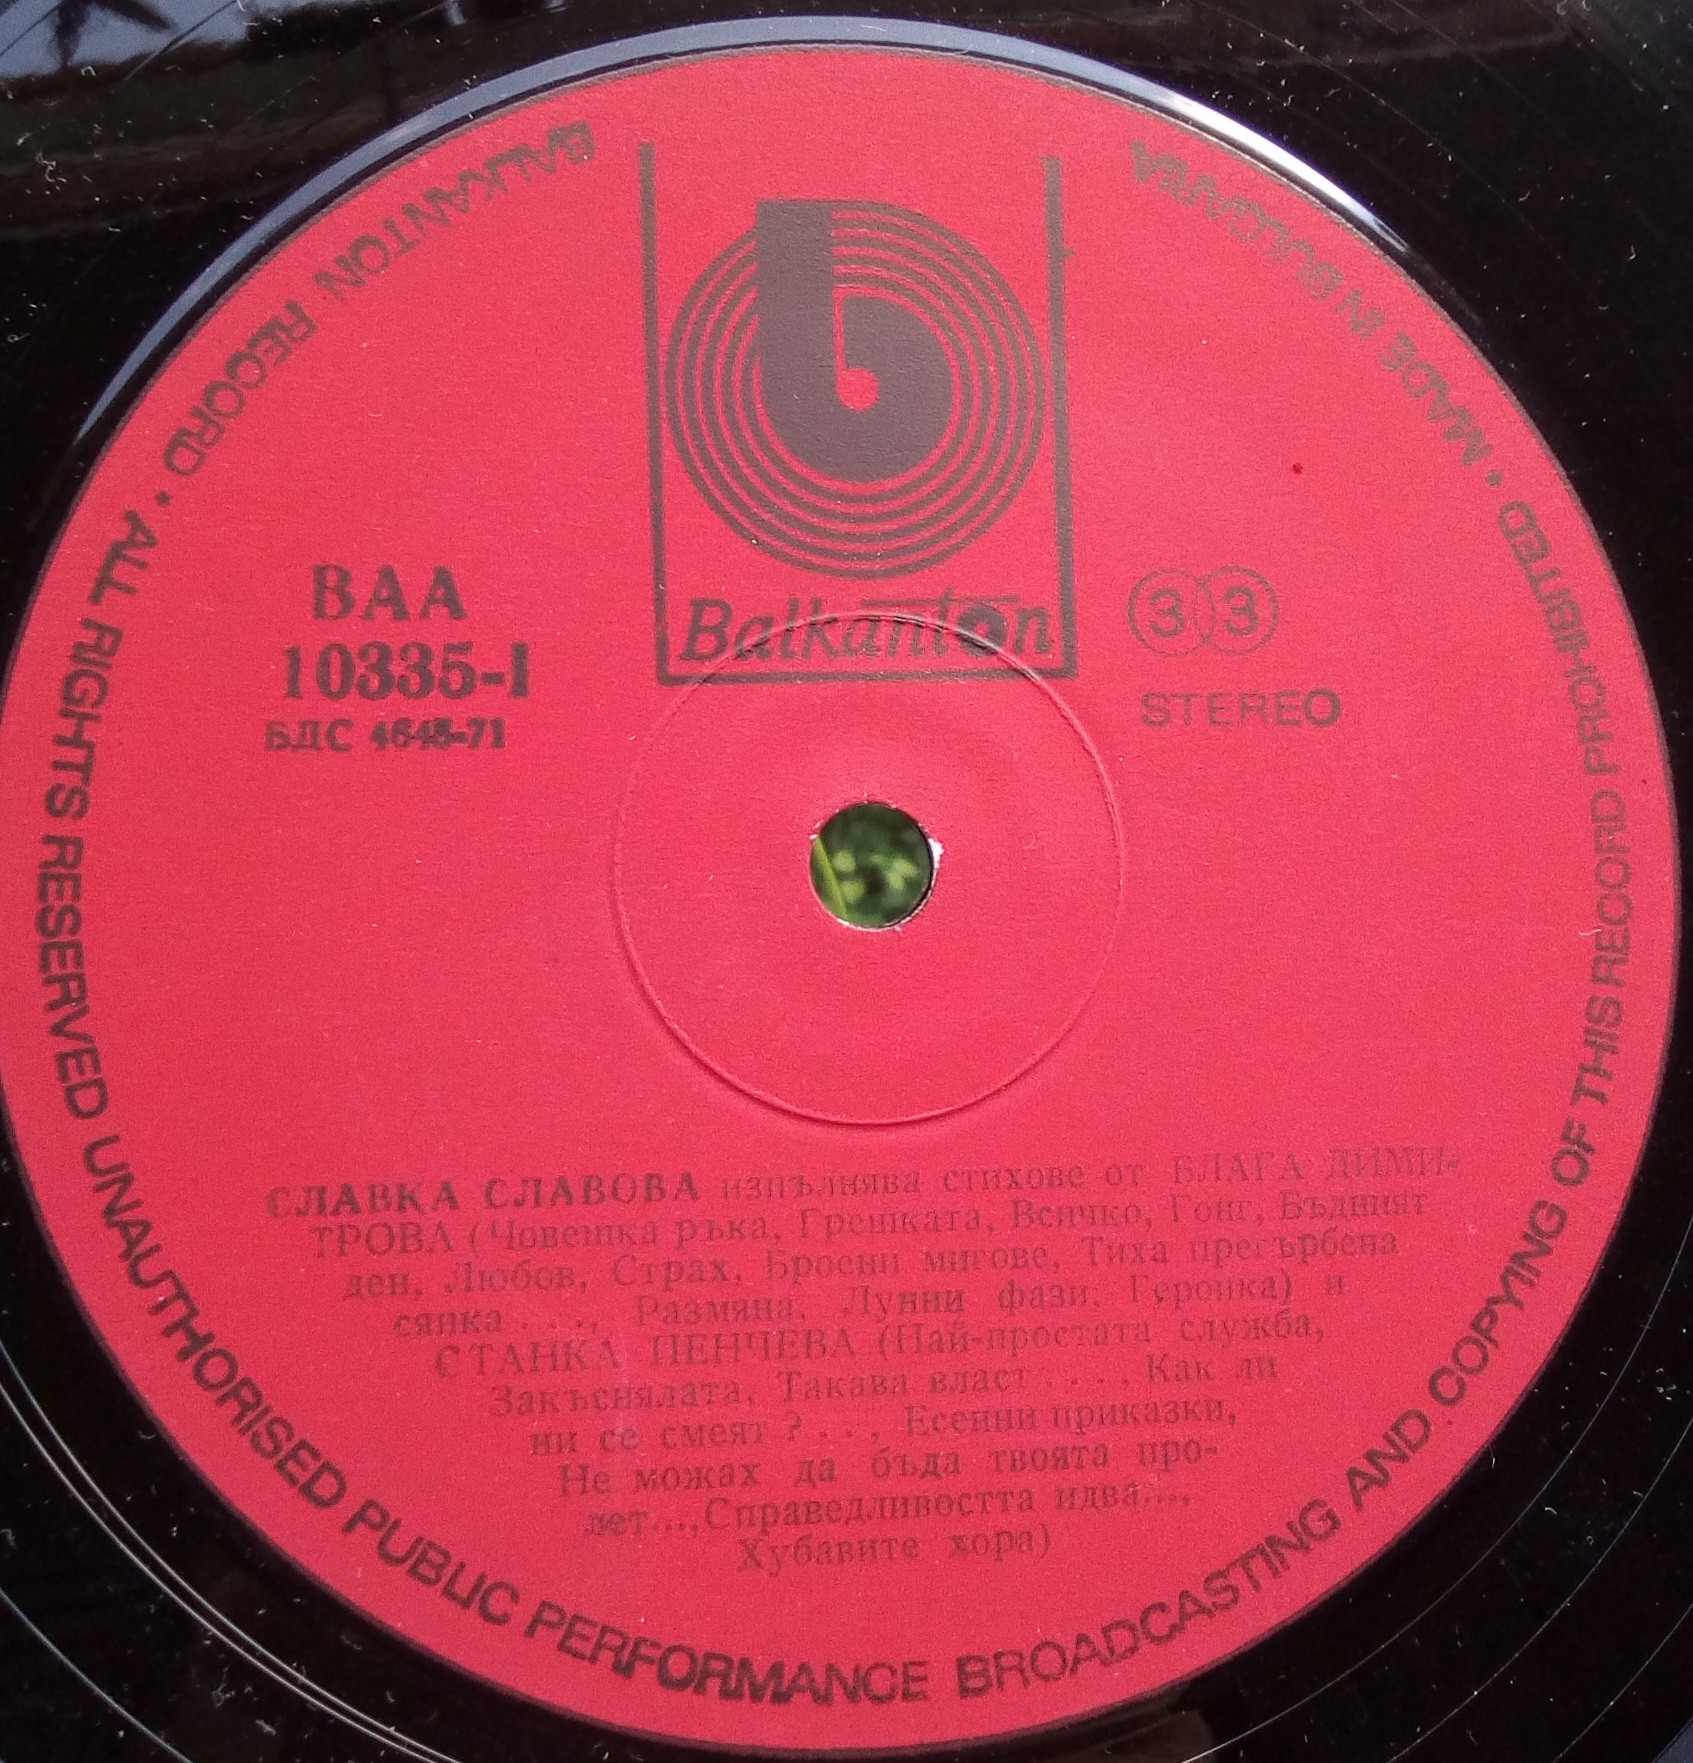 BALKANTON RECORD • ALL RIGHTS RESERVED UNAUTHORISED PUBLIC PERFORMANCE BROADCASTING AND COPYING OF THIS RECORD PROHIBITED • MADE IN BULGARIA
Balkanton
ВАА
10335-I
БДС 4645-71
33
STEREO
СЛАВКА СЛАВОВА изпълнява стихове от БЛАГА ДИМИ-
ТРОВА (Човешка ръка, Грешката, Всичко, Гонг, Бъдният
ден, Любов, Страх, Броени мигове, Тиха прегърбена
сянка . . ., Размяна, Лунни фази, Героика) и
СТАНКА ПЕНЧЕВА (Най-простата служба,
Закъснялата, Такава власт . . . , Как ли
ни се смеят ? . . , Есенни приказки,
Не можах да бъда твоята про-
лет...,Справедливостта идва...,
Хубавите хора)